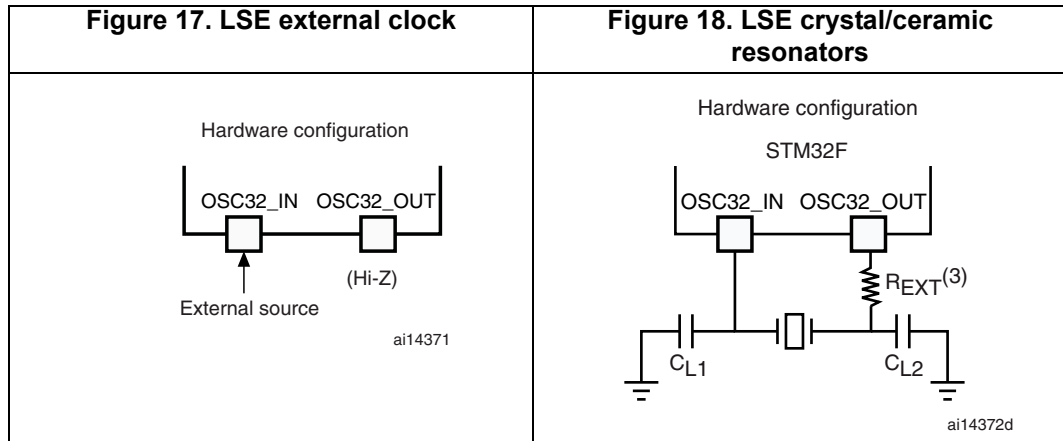 Figure 17. LSE external clock
Figure 18. LSE crystal/ceramic
resonators
Hardware configuration
OSC32_IN OSC32_OUT
(Hi-Z)
External source
ai14371
Hardware configuration
STM32F
OSC32_IN OSC32_OUT
REXT(3)
CL1
CL2
ai14372d